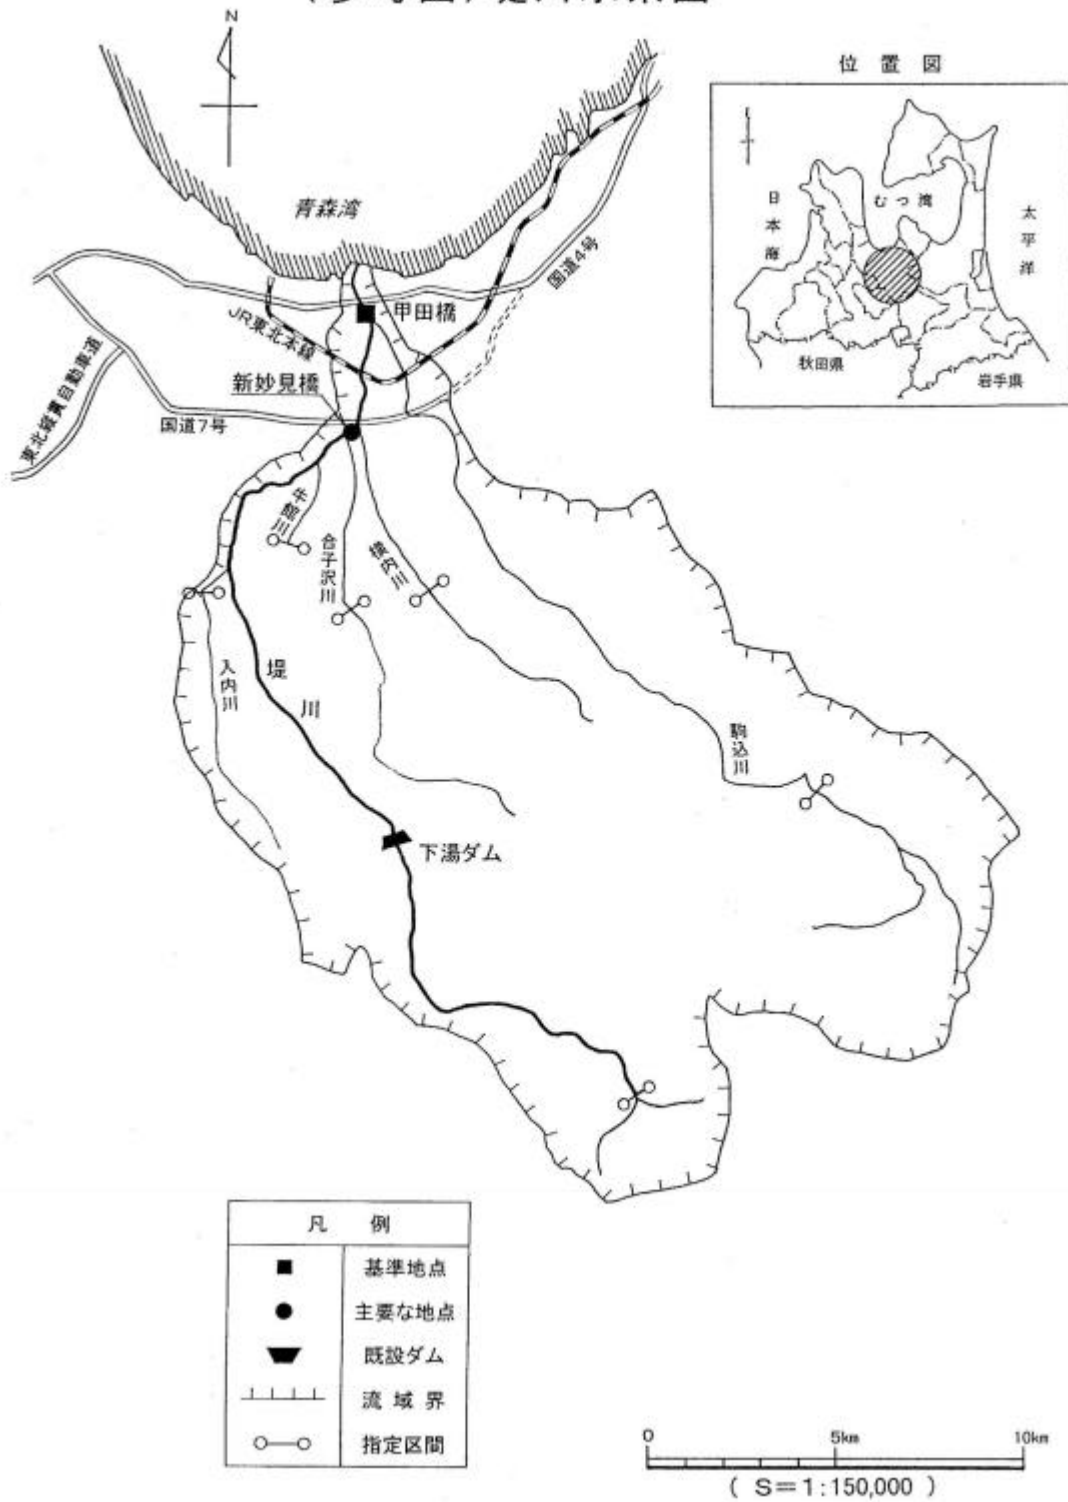 N
位置図
青森湾
むつ湾
日本海
太平洋
秋田県
岩手県
国道4号
甲田橋
JR東北本線
新妙見橋
国道7号
東北縦貫自動車道
牛館川
合子沢川
横内川
入内川
堤川
駒込川
下湯ダム
凡例
基準地点
主要な地点
既設ダム
流域界
指定区間
0 5km 10km
( S=1:150,000 )